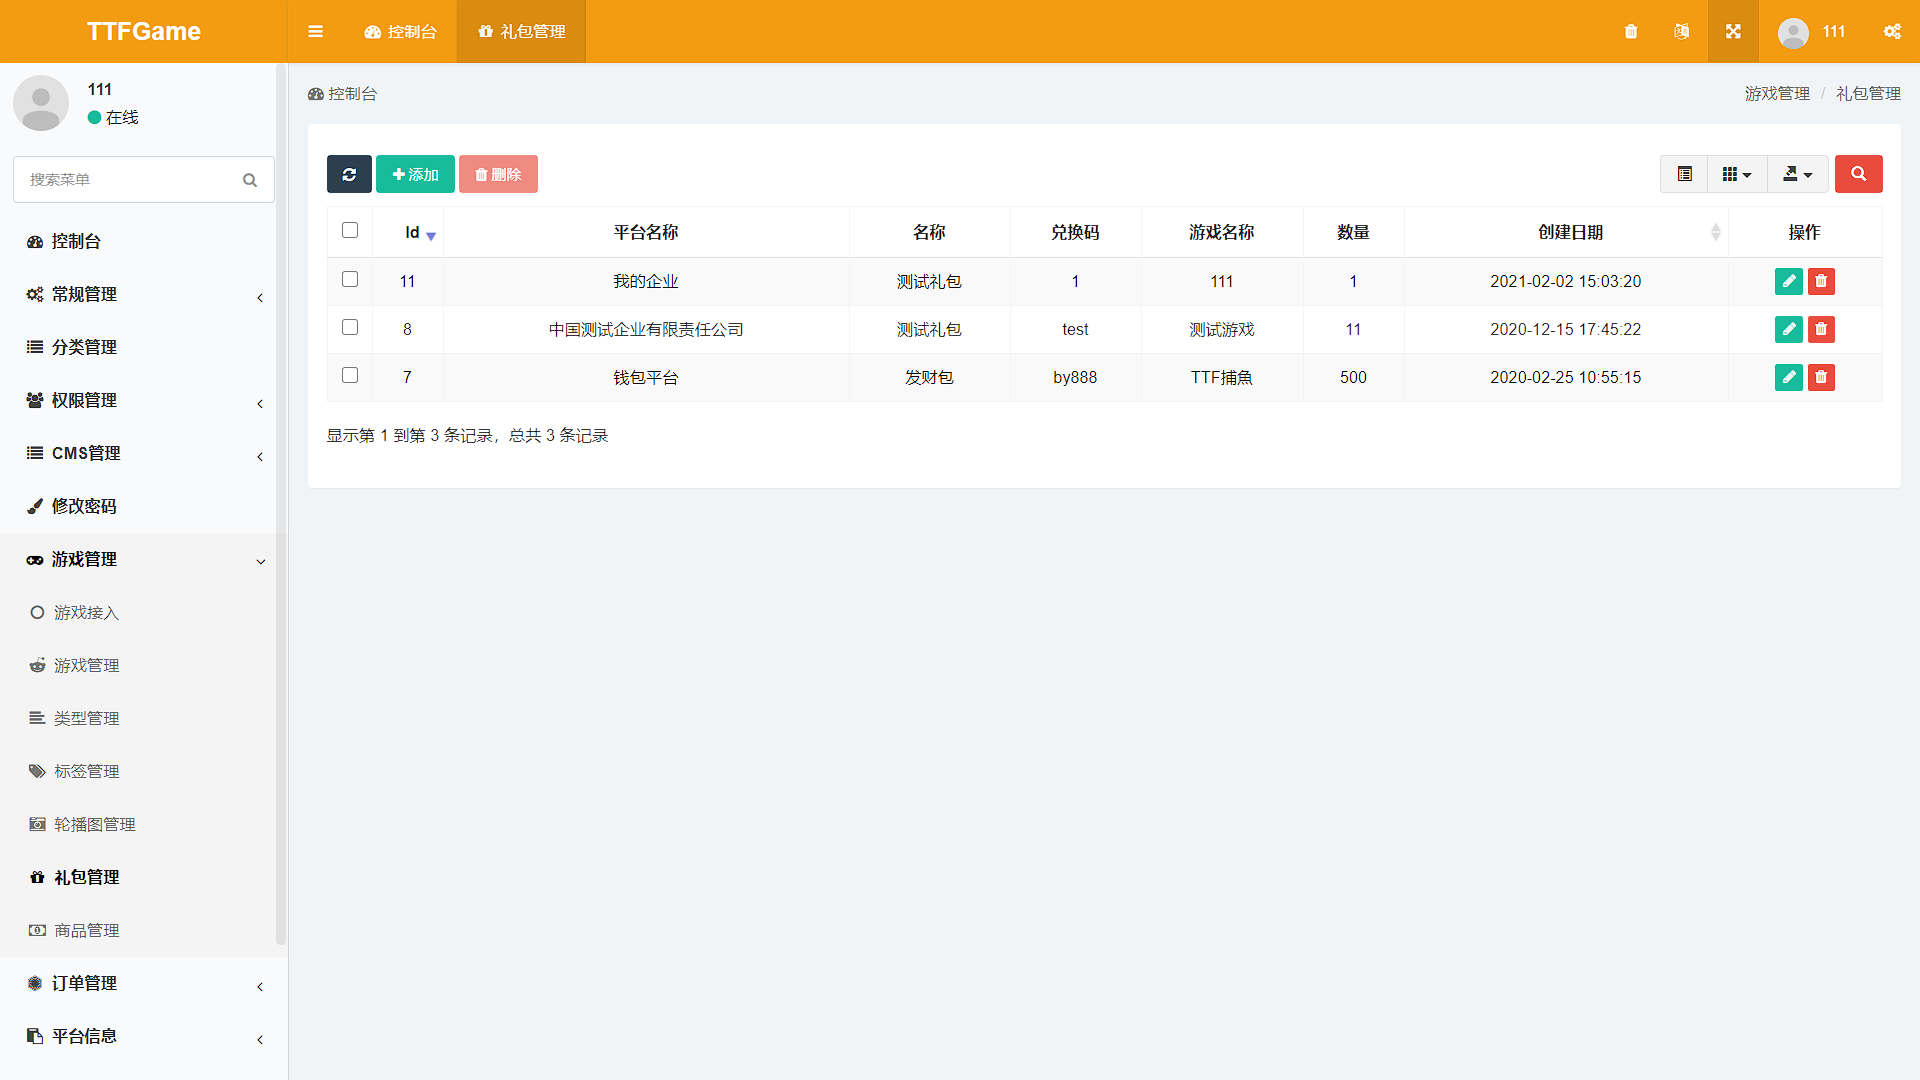 TTFGame
控制台
礼包管理
111
111
在线
控制台
游戏管理 / 礼包管理
搜索菜单
添加
删除
控制台
常规管理
分类管理
权限管理
CMS管理
修改密码
游戏管理
游戏接入
游戏管理
类型管理
标签管理
轮播图管理
礼包管理
商品管理
订单管理
平台信息
Id 平台名称 名称 兑换码 游戏名称 数量 创建日期 操作
11 我的企业 测试礼包 1 111 1 2021-02-02 15:03:20
8 中国测试企业有限责任公司 测试礼包 test 测试游戏 11 2020-12-15 17:45:22
7 钱包平台 发财包 by888 TTF捕魚 500 2020-02-25 10:55:15
显示第 1 到第 3 条记录，总共 3 条记录